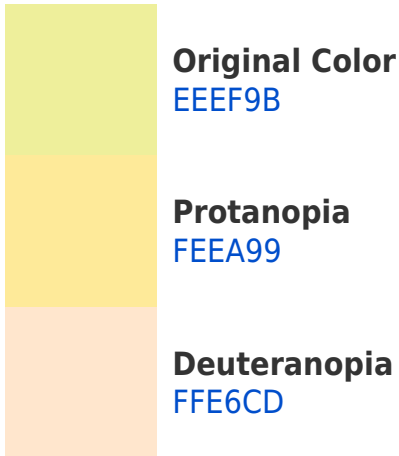 Original Color
EEEF9B
Protanopia
FEEA99
Deuteranopia
FFE6CD